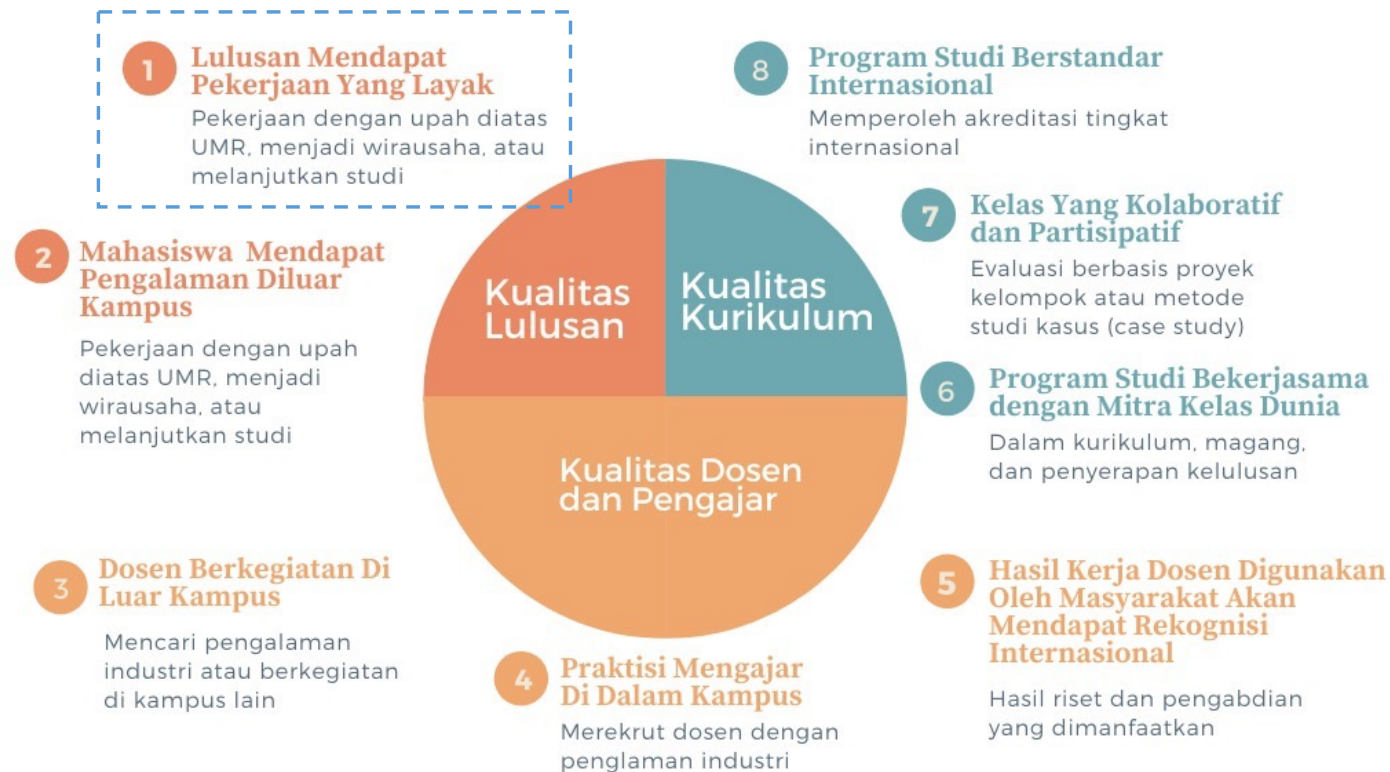 1
Lulusan Mendapat
Pekerjaan Yang Layak
Pekerjaan dengan upah diatas
UMR, menjadi wirausaha, atau
melanjutkan studi
2
Mahasiswa Mendapat
Pengalaman Diluar
Kampus
Pekerjaan dengan upah
diatas UMR, menjadi
wirausaha, atau
melanjutkan studi
3
Dosen Berkegiatan Di
Luar Kampus
Mencari pengalaman
industri atau berkegiatan
di kampus lain
4
Praktisi Mengajar
Di Dalam Kampus
Merekrut dosen dengan
penglaman industri
5
Hasil Kerja Dosen Digunakan
Oleh Masyarakat Akan
Mendapat Rekognisi
Internasional
Hasil riset dan pengabdian
yang dimanfaatkan
6
Program Studi Bekerjasama
dengan Mitra Kelas Dunia
Dalam kurikulum, magang,
dan penyerapan kelulusan
7
Kelas Yang Kolaboratif
dan Partisipatif
Evaluasi berbasis proyek
kelompok atau metode
studi kasus (case study)
8
Program Studi Berstandar
Internasional
Memperoleh akreditasi tingkat
internasional
Kualitas
Lulusan
Kualitas
Kurikulum
Kualitas Dosen
dan Pengajar